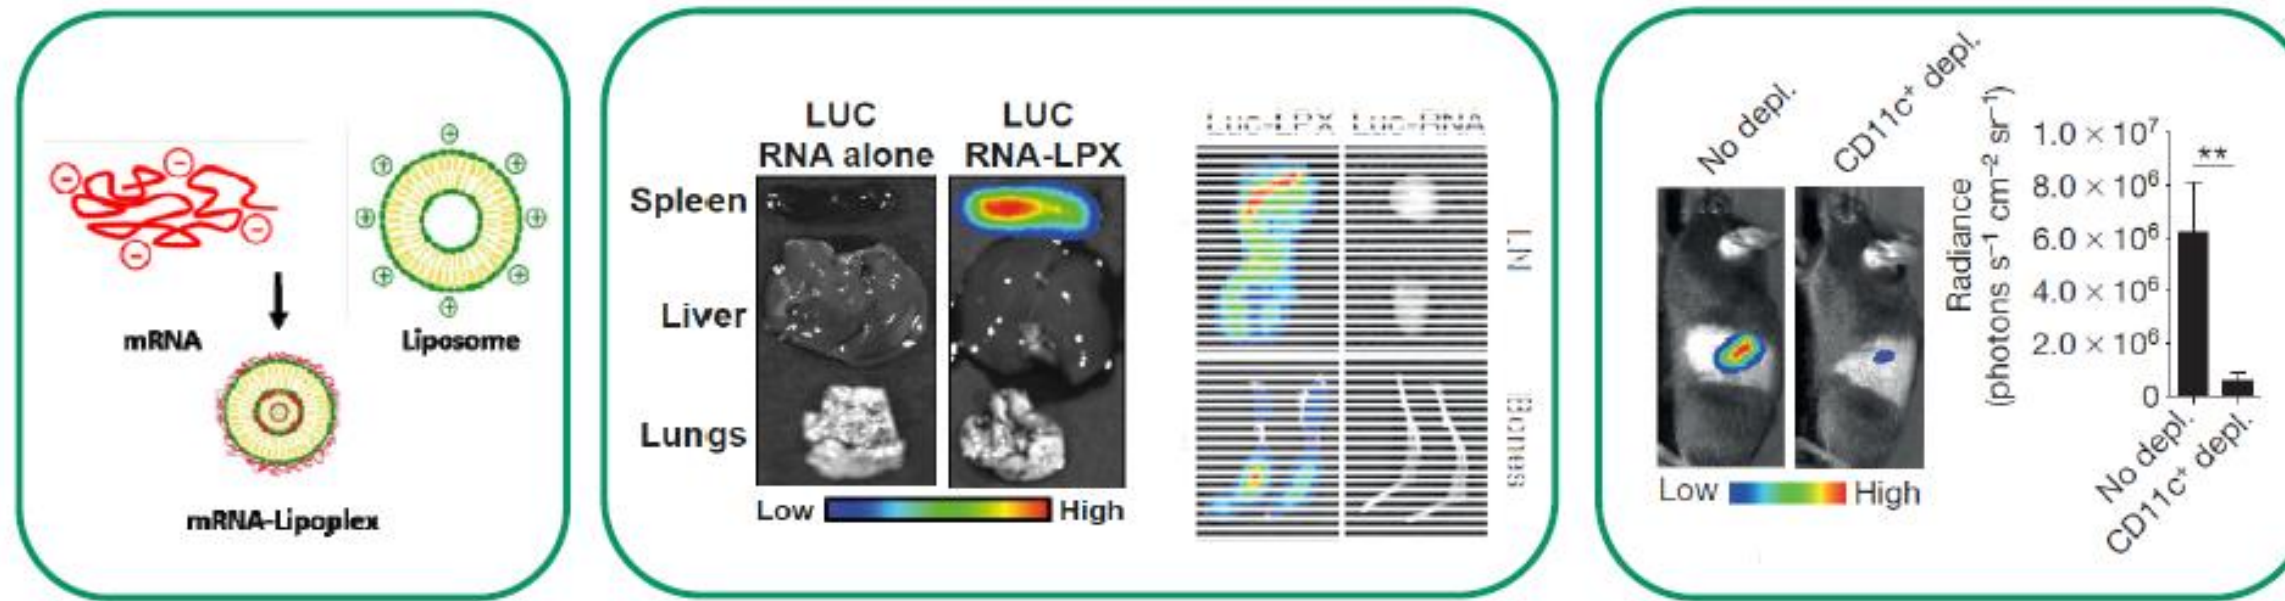 mRNA
Liposome
mRNA-Lipoplex
LUC
RNA alone
LUC
RNA-LPX
Spleen
Liver
Lungs
Low
High
Luc-LPX
Luc-RNA
LN
Bones
No depl.
CD11c⁺ depl.
Low
High
Radiance
(photons s⁻¹ cm⁻² sr⁻¹)
1.0 × 10⁷
8.0 × 10⁶
6.0 × 10⁶
4.0 × 10⁶
2.0 × 10⁶
0
**
No depl.
CD11c⁺ depl.